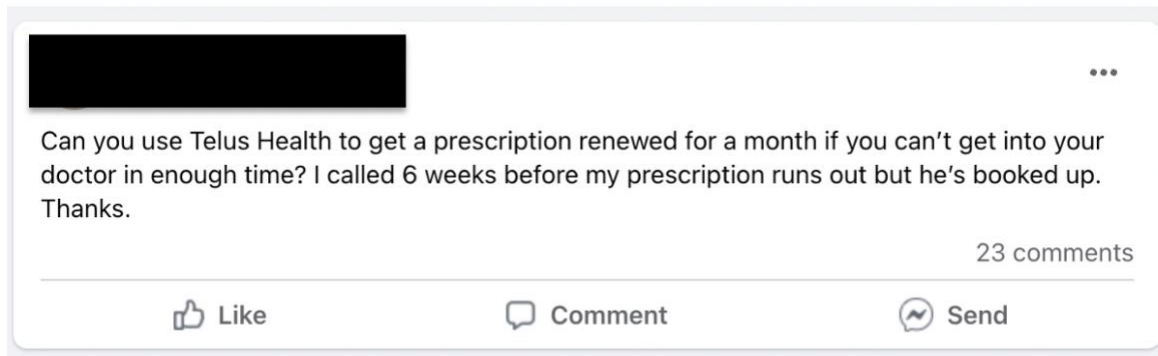 Can you use Telus Health to get a prescription renewed for a month if you can’t get into your
doctor in enough time? I called 6 weeks before my prescription runs out but he’s booked up.
Thanks.
23 comments
Like Comment Send